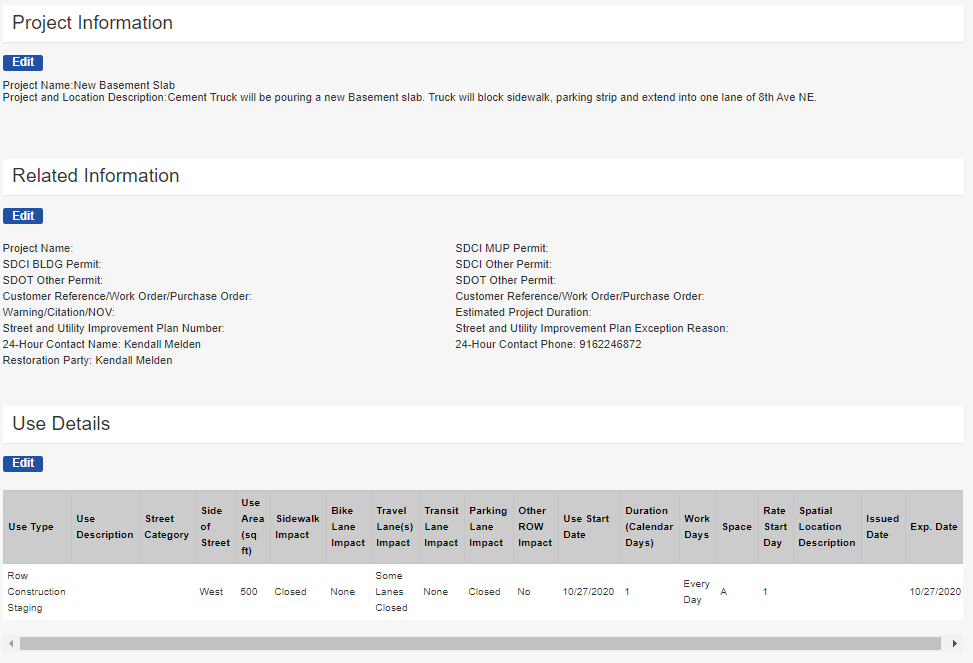 Project Information
Edit
Project Name:New Basement Slab
Project and Location Description:Cement Truck will be pouring a new Basement slab. Truck will block sidewalk, parking strip and extend into one lane of 8th Ave NE.
Related Information
Edit
Project Name: SDCI MUP Permit:
SDCI BLDG Permit: SDCI Other Permit:
SDOT Other Permit: SDOT Other Permit:
Customer Reference/Work Order/Purchase Order: Customer Reference/Work Order/Purchase Order:
Warning/Citation/NOV: Estimated Project Duration:
Street and Utility Improvement Plan Number: Street and Utility Improvement Plan Exception Reason:
24-Hour Contact Name: Kendall Melden 24-Hour Contact Phone: 9162246872
Restoration Party: Kendall Melden
Use Details
Edit
Use Type
Use
Description
Street
Category
Side
of
Street
Use
Area
(sq
ft)
Sidewalk
Impact
Bike
Lane
Impact
Travel
Lane(s)
Impact
Transit
Lane
Impact
Parking
Lane
Impact
Other
ROW
Impact
Use Start
Date
Duration
(Calendar
Days)
Work
Days
Space
Rate
Start
Day
Spatial
Location
Description
Issued
Date
Exp. Date
Row
Construction
Staging
West
500
Closed
None
Some
Lanes
Closed
None
Closed
No
10/27/2020
1
Every
Day
A
1
10/27/2020